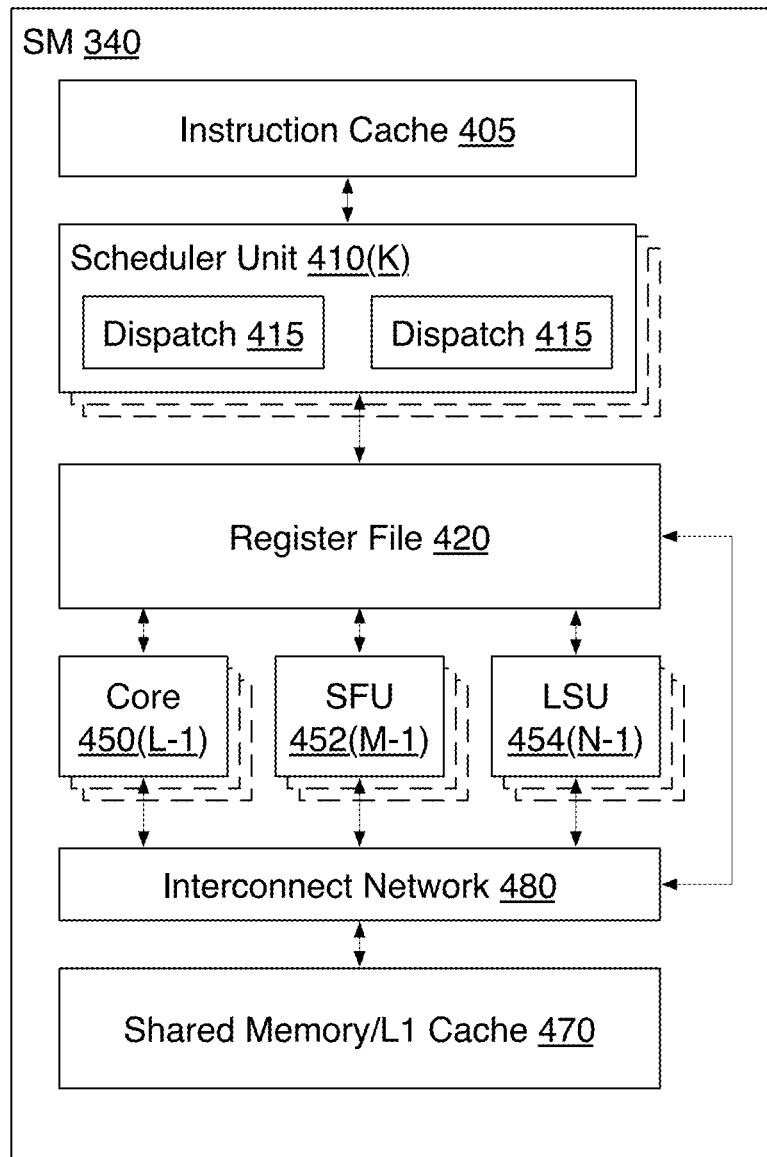 SM 340
Instruction Cache 405
Scheduler Unit 410(K)
Dispatch 415 Dispatch 415
Register File 420
Core SFU LSU
450(L-1) 452(M-1) 454(N-1)
Interconnect Network 480
Shared Memory/L1 Cache 470